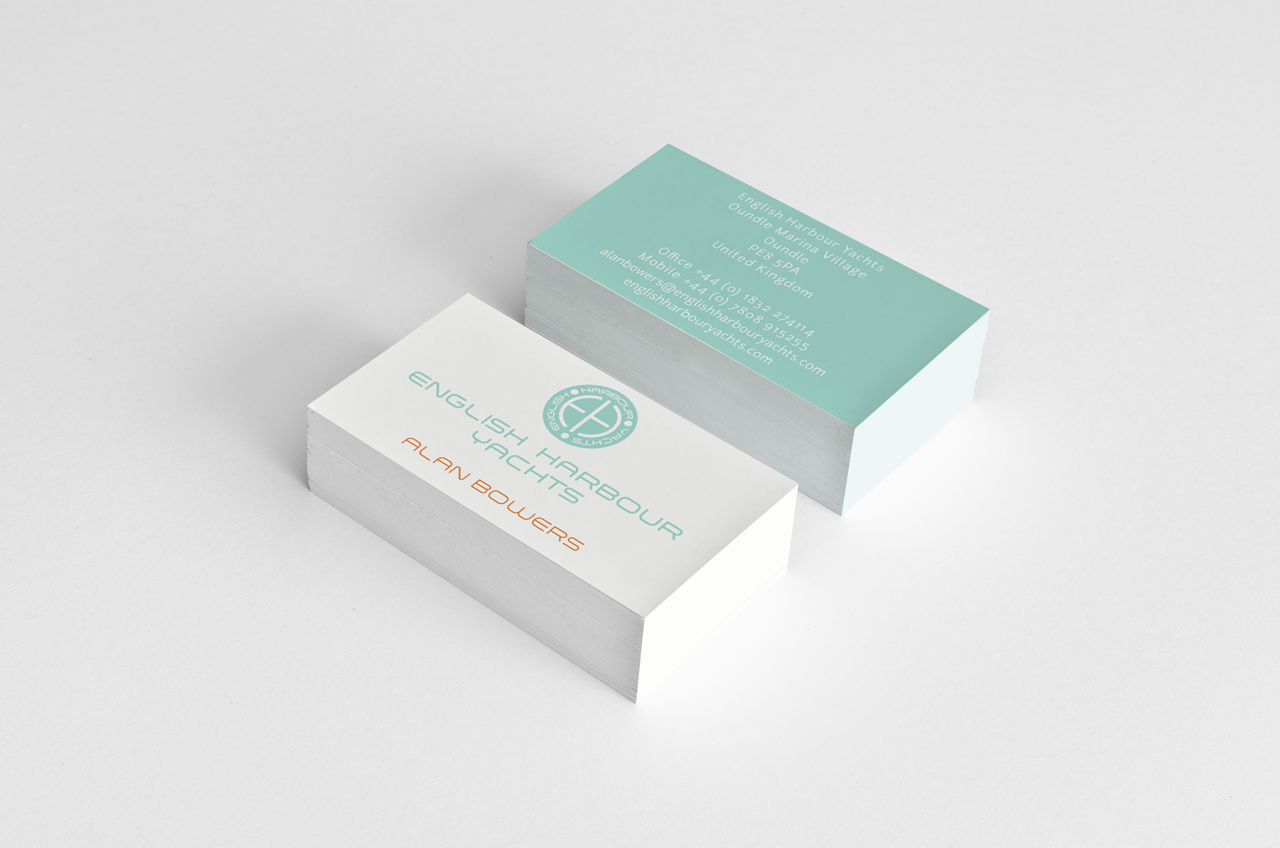 English Harbour Yachts
Oundle Marina Village
Oundle
PE8 5PA
United Kingdom
Office +44 (0) 1832 274114
Mobile +44 (0) 7808 915255
alanbowers@englishharbouryachts.com
englishharbouryachts.com
ENGLISH HARBOUR YACHTS
EH
ENGLISH HARBOUR
YACHTS
ALAN BOWERS